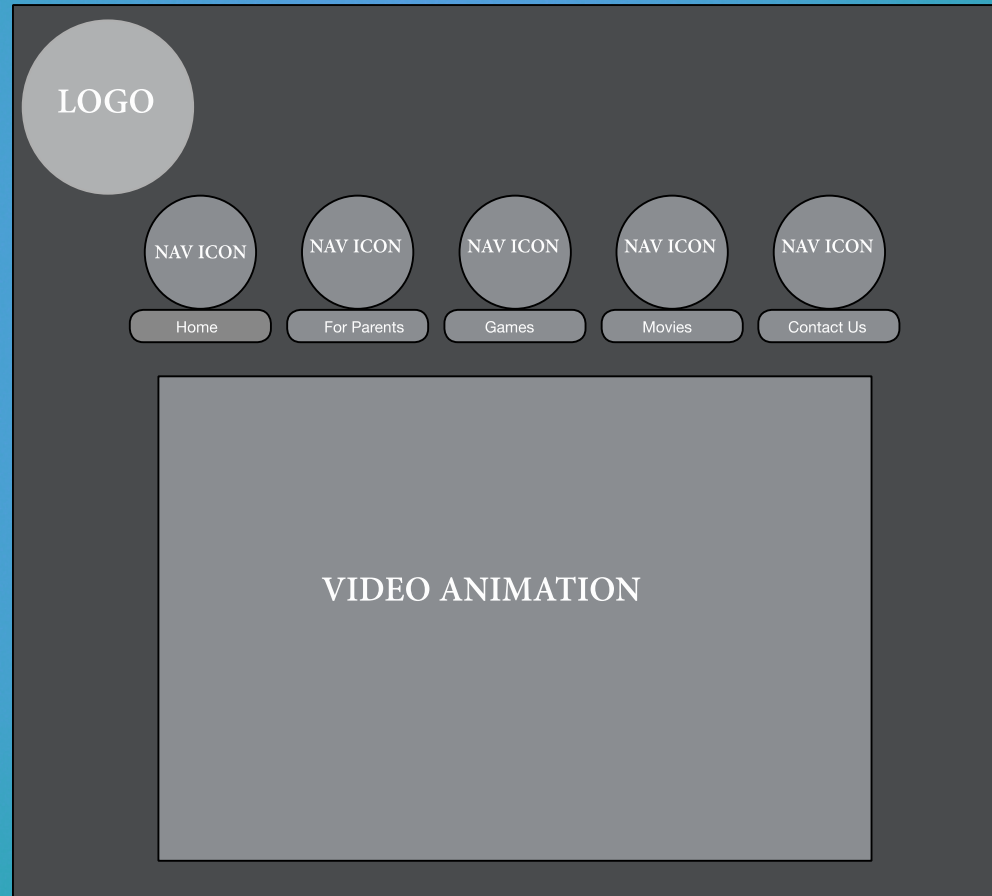 LOGO
NAV ICON NAV ICON NAV ICON NAV ICON NAV ICON
Home For Parents Games Movies Contact Us
VIDEO ANIMATION